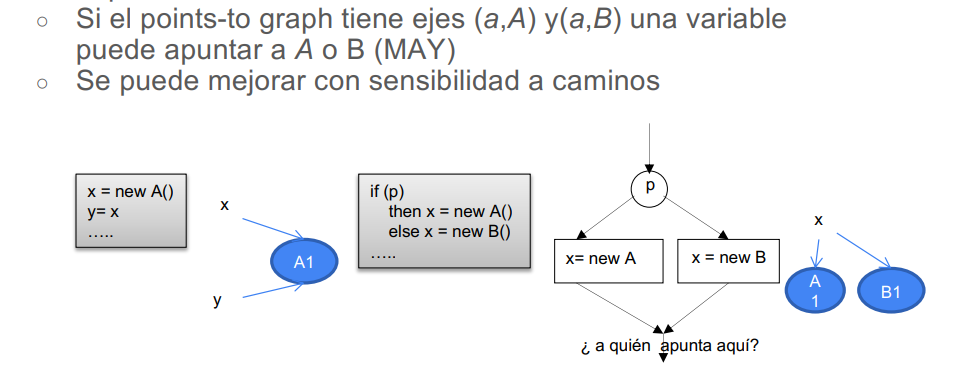 Si el points-to graph tiene ejes (a,A) y(a,B) una variable
puede apuntar a A o B (MAY)
Se puede mejorar con sensibilidad a caminos
x = new A()
y= x
.....
x
A1
y
if (p)
then x = new A()
else x = new B()
.....
p
x= new A
x = new B
¿ a quién apunta aquí?
x
A
1
B1